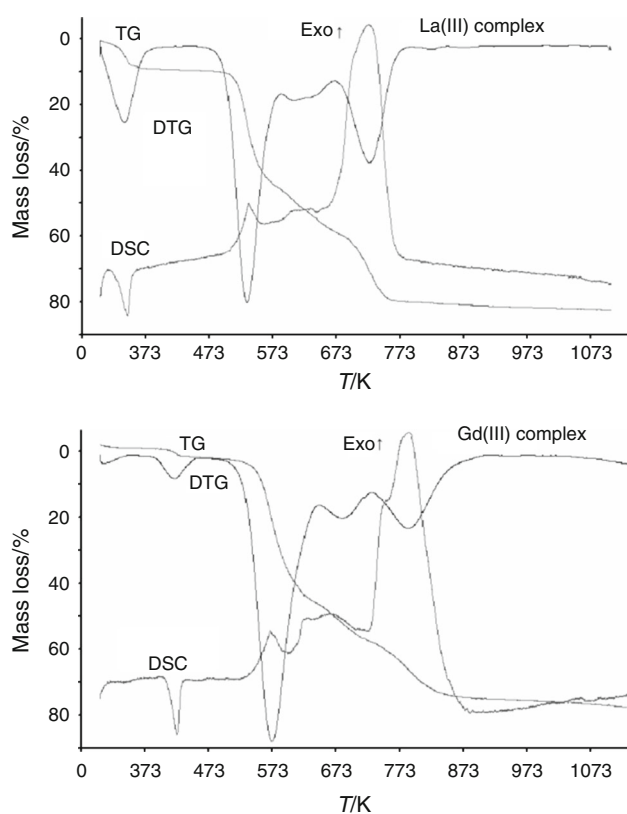 TG
Exo↑
La(III) complex
0
20
DTG
40
Mass loss/%
60
DSC
80
0 373 473 573 673 773 873 973 1073
T/K
Gd(III) complex
TG
Exo↑
0
DTG
20
40
Mass loss/%
60
DSC
80
0 373 473 573 673 773 873 973 1073
T/K